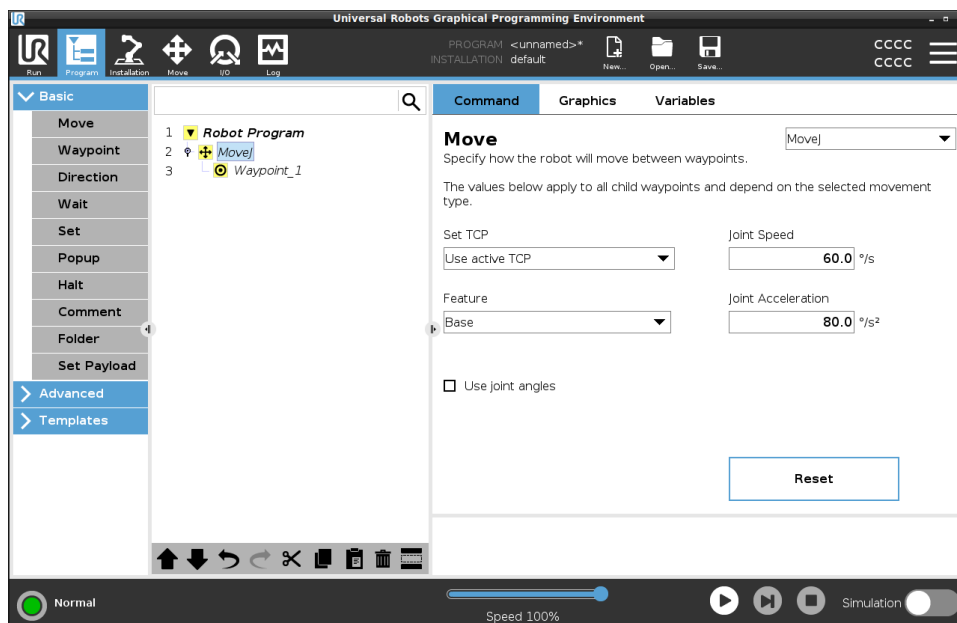 Universal Robots Graphical Programming Environment
PROGRAM <unnamed>*
INSTALLATION default
CCCC
CCCC
Run Program Installation Move I/O Log New... Open... Save...
Basic
Move
Waypoint
Direction
Wait
Set
Popup
Halt
Comment
Folder
Set Payload
Advanced
Templates
1 Robot Program
2 MoveJ
3 Waypoint_1
Command Graphics Variables
Move
MoveJ
Specify how the robot will move between waypoints.
The values below apply to all child waypoints and depend on the selected movement
type.
Set TCP
Joint Speed
Use active TCP
60.0 °/s
Feature
Joint Acceleration
Base
80.0 °/s²
Use joint angles
Reset
Normal
Speed 100%
Simulation